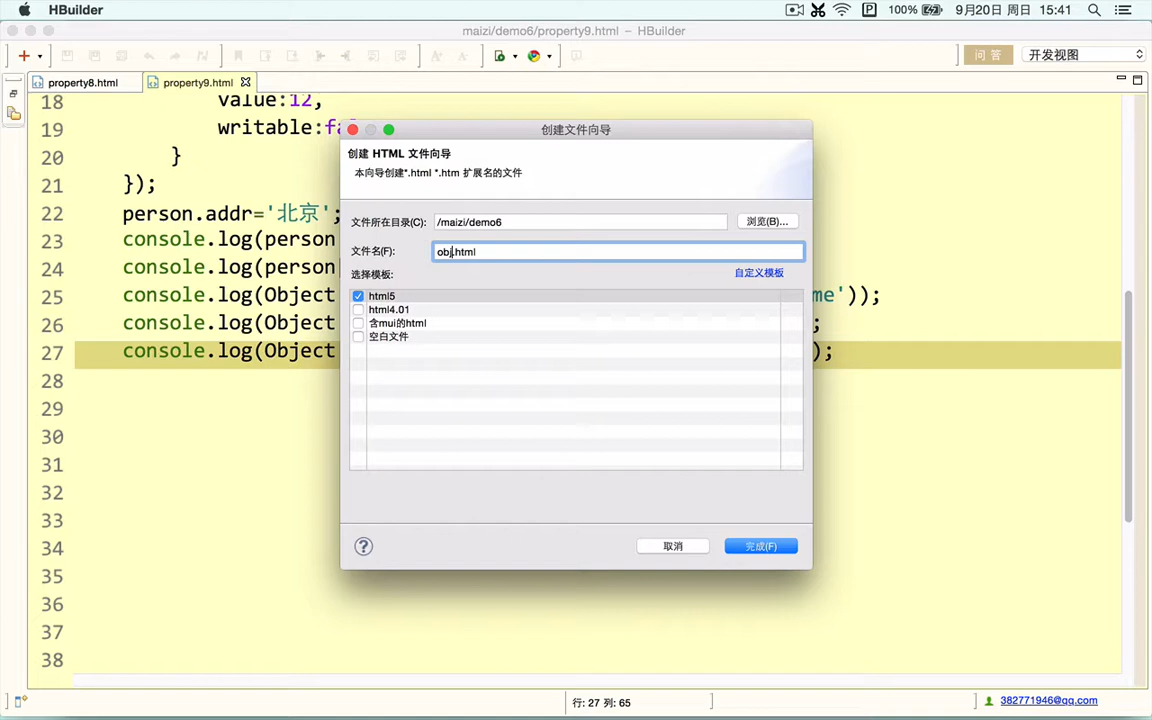 HBuilder
100%
9月20日 周日 15:41
maizi/demo6/property9.html — HBuilder
问 答
开发视图
property8.html
property9.html
18 value:12,
19 writable:fa
20 }
21 });
22 person.addr='北京';
23 console.log(person
24 console.log(person
25 console.log(Object me'));
26 console.log(Object ;
27 console.log(Object );
28
29
30
31
32
33
34
35
36
37
38
创建文件向导
创建 HTML 文件向导
本向导创建*.html *.htm 扩展名的文件
文件所在目录(C): /maizi/demo6 浏览(B)...
文件名(F): obj.html
选择模板: 自定义模板
html5
html4.01
含mui的html
空白文件
?
取消 完成(F)
行: 27 列: 65
382771946@qq.com